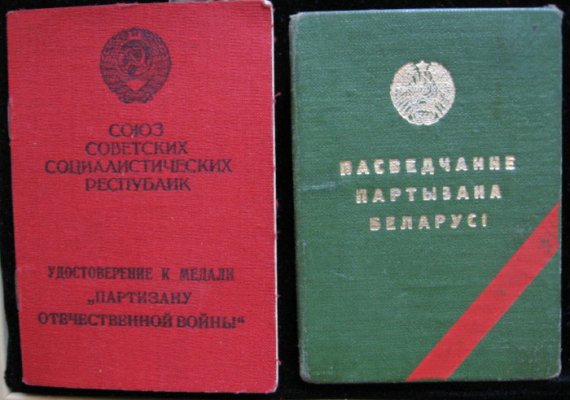 СОЮЗ
СОВЕТСКИХ
СОЦИАЛИСТИЧЕСКИХ
РЕСПУБЛИК
УДОСТОВЕРЕНИЕ К МЕДАЛИ
„ПАРТИЗАНУ
ОТЕЧЕСТВЕННОЙ ВОЙНЫ“
ПАСВЕДЧАННЕ
ПАРТЫЗАНА
БЕЛАРУСІ